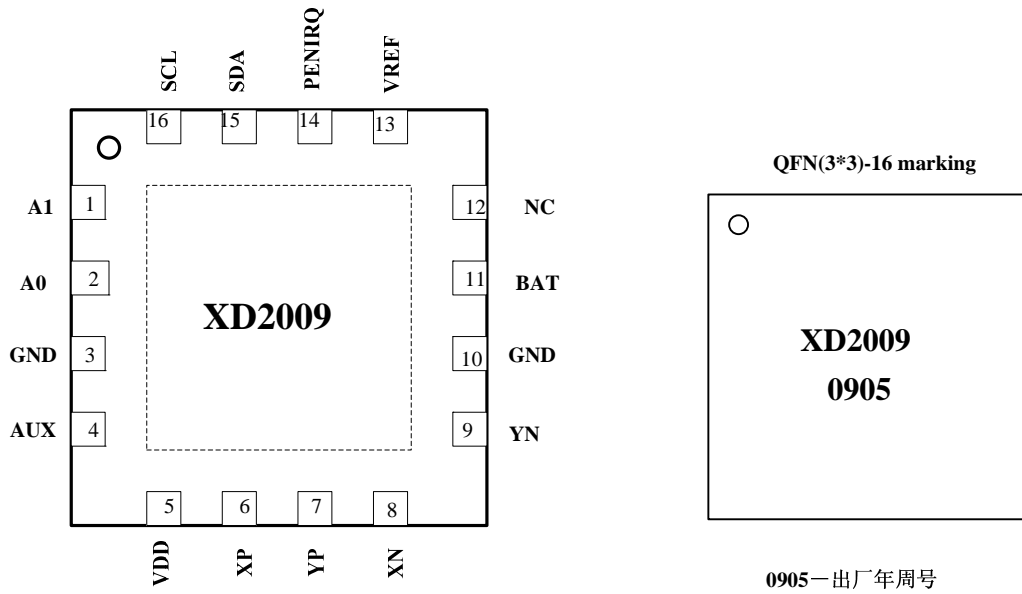 SCL SDA PENIRQ VREF
16 15 14 13
QFN(3*3)-16 marking
A1 1 12 NC
A0 2 11 BAT
XD2009
GND 3 10 GND
AUX 4 9 YN
5 6 7 8
VDD XP YP XN
XD2009
0905
0905－出厂年周号